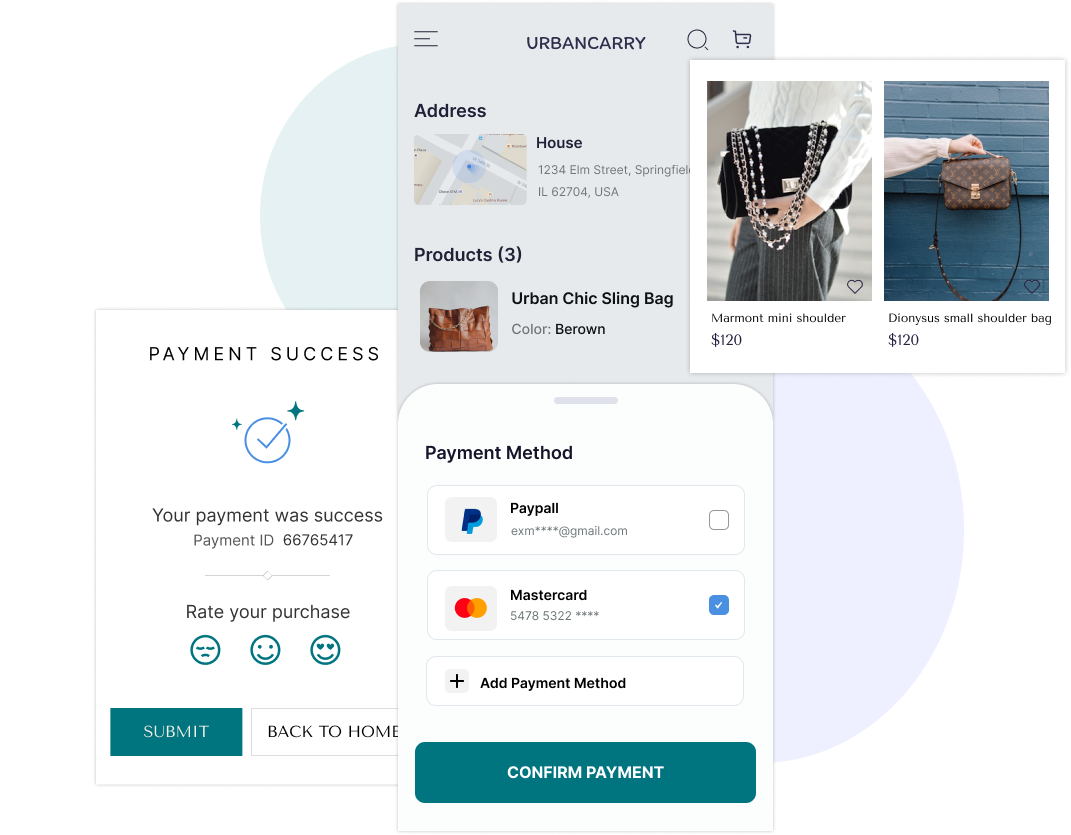 URBANCARRY
Address
House
1234 Elm Street, Springfield
IL 62704, USA
Products (3)
Urban Chic Sling Bag
Color: Berown
Marmont mini shoulder
$120
Dionysus small shoulder bag
$120
PAYMENT SUCCESS
Your payment was success
Payment ID 66765417
Rate your purchase
SUBMIT
BACK TO HOME
Payment Method
Paypall
exm****@gmail.com
Mastercard
5478 5322 ****
Add Payment Method
CONFIRM PAYMENT